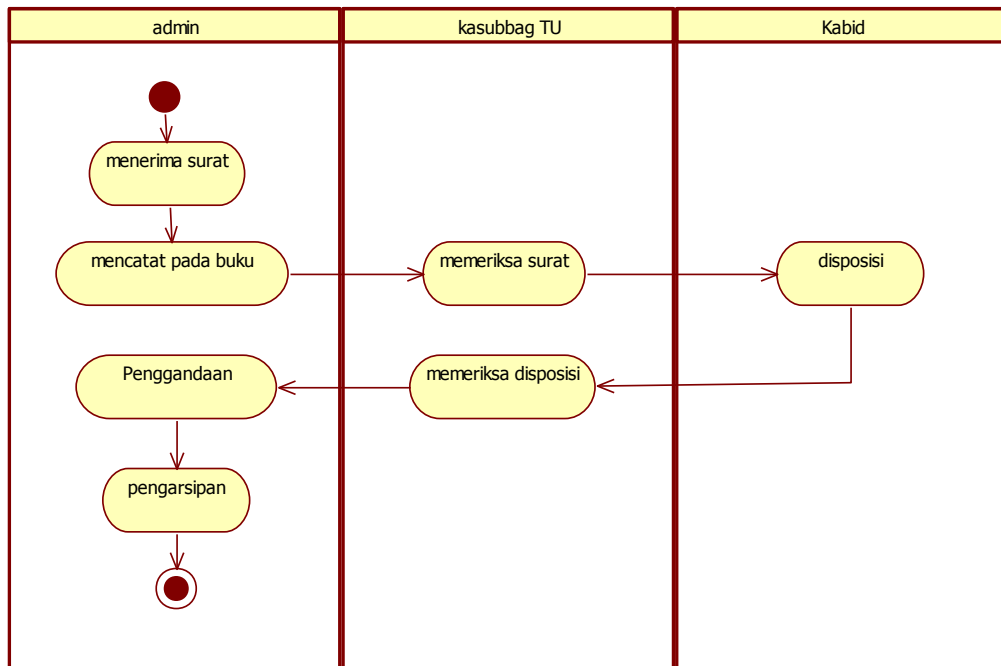 admin
kasubbag TU
Kabid
menerima surat
mencatat pada buku
memeriksa surat
disposisi
Penggandaan
memeriksa disposisi
pengarsipan